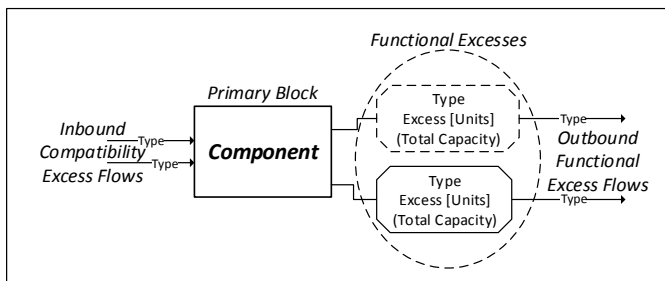 Functional Excesses
Primary Block
Type
Excess [Units]
(Total Capacity)
Type
Inbound
Type
Compatibility
Type
Excess Flows
Component
Outbound
Functional
Excess Flows
Type
Excess [Units]
(Total Capacity)
Type